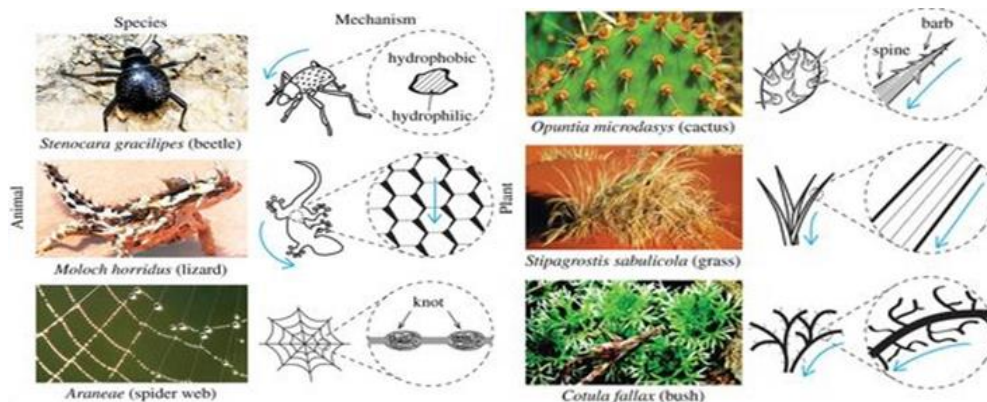 Species
Mechanism
hydrophobic
hydrophilic
Stenocara gracilipes (beetle)
Animal
Moloch horridus (lizard)
knot
Araneae (spider web)
barb
spine
Opuntia microdasys (cactus)
Plant
Stipagrostis sabulicola (grass)
Cotula fallax (bush)